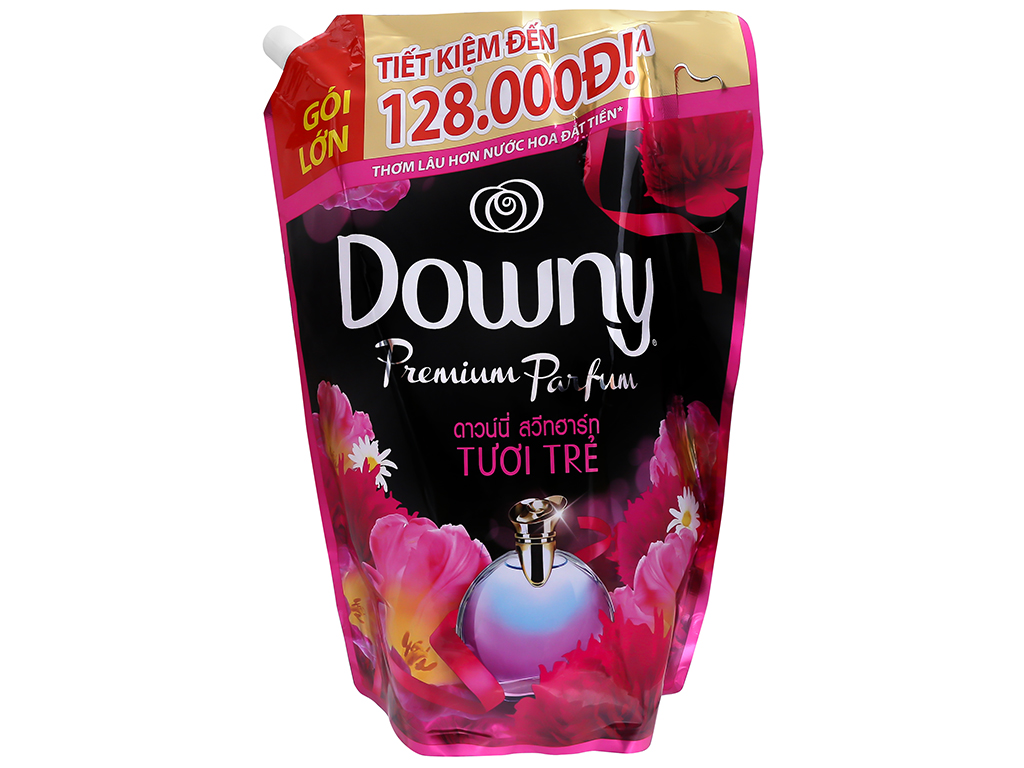 GÓI
LỚN
TIẾT KIỆM ĐẾN
128.000Đ!^
THƠM LÂU HƠN NƯỚC HOA ĐẮT TIỀN*
Downy®
Premium Parfum
ดาวน์นี่ สวีทฮาร์ท
TƯƠI TRẺ